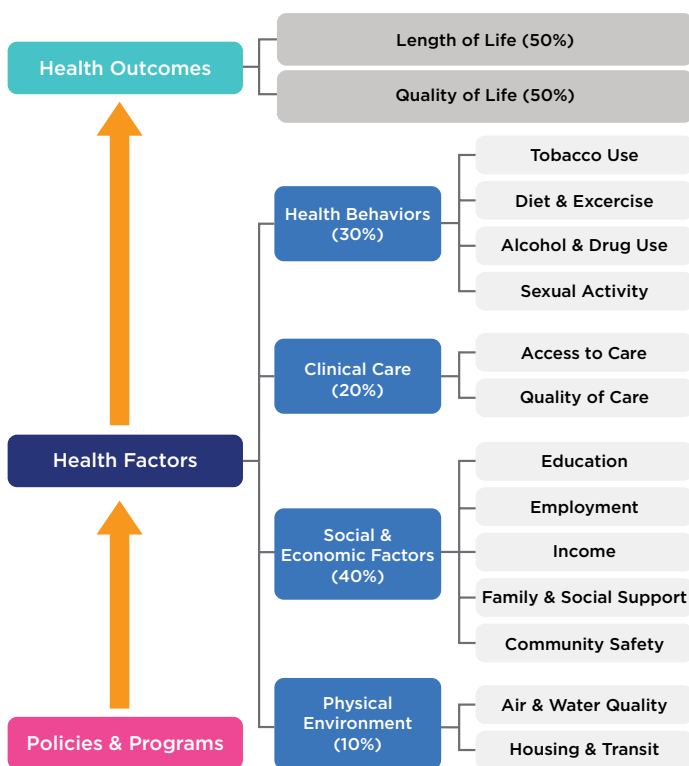 Health Outcomes
Length of Life (50%)
Quality of Life (50%)
Health Factors
Health Behaviors
(30%)
Tobacco Use
Diet & Excercise
Alcohol & Drug Use
Sexual Activity
Clinical Care
(20%)
Access to Care
Quality of Care
Social &
Economic Factors
(40%)
Education
Employment
Income
Family & Social Support
Community Safety
Physical
Environment
(10%)
Air & Water Quality
Housing & Transit
Policies & Programs